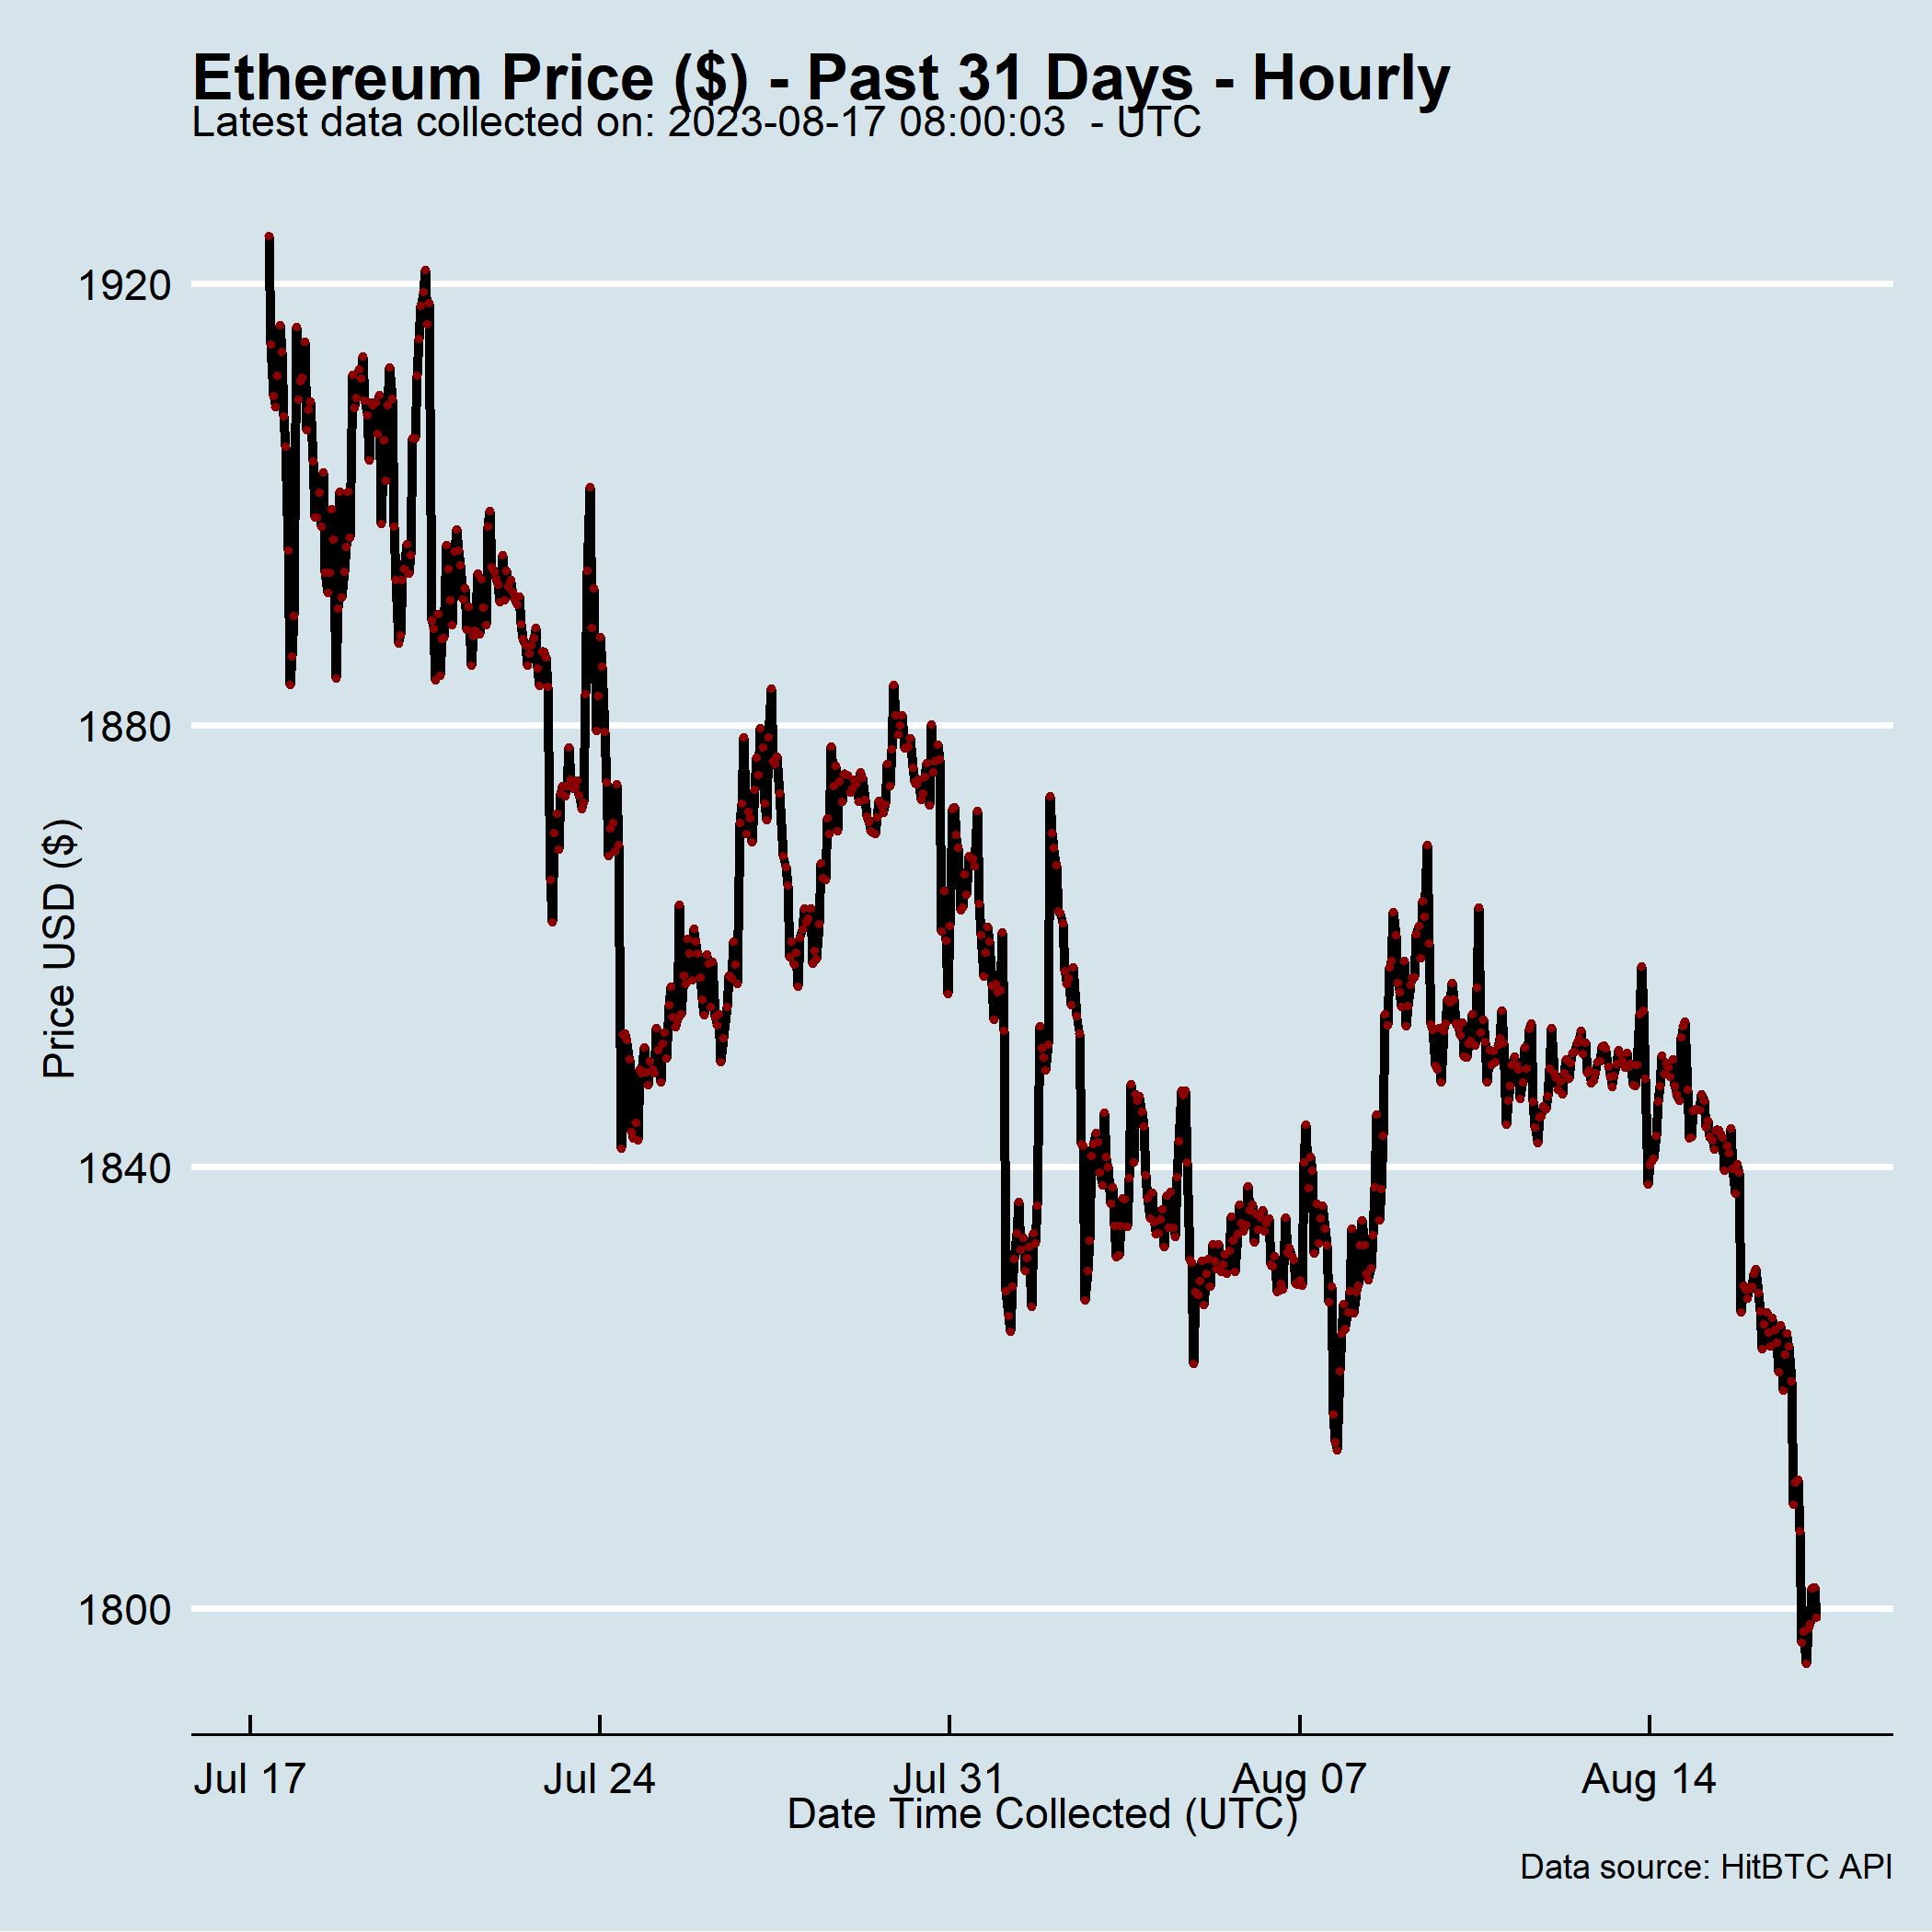 Ethereum Price ($) - Past 31 Days - Hourly
Latest data collected on: 2023-08-17 08:00:03  - UTC
1920
1880
1840
1800
Price USD ($)
Jul 17
Jul 24
Jul 31
Aug 07
Aug 14
Date Time Collected (UTC)
Data source: HitBTC API